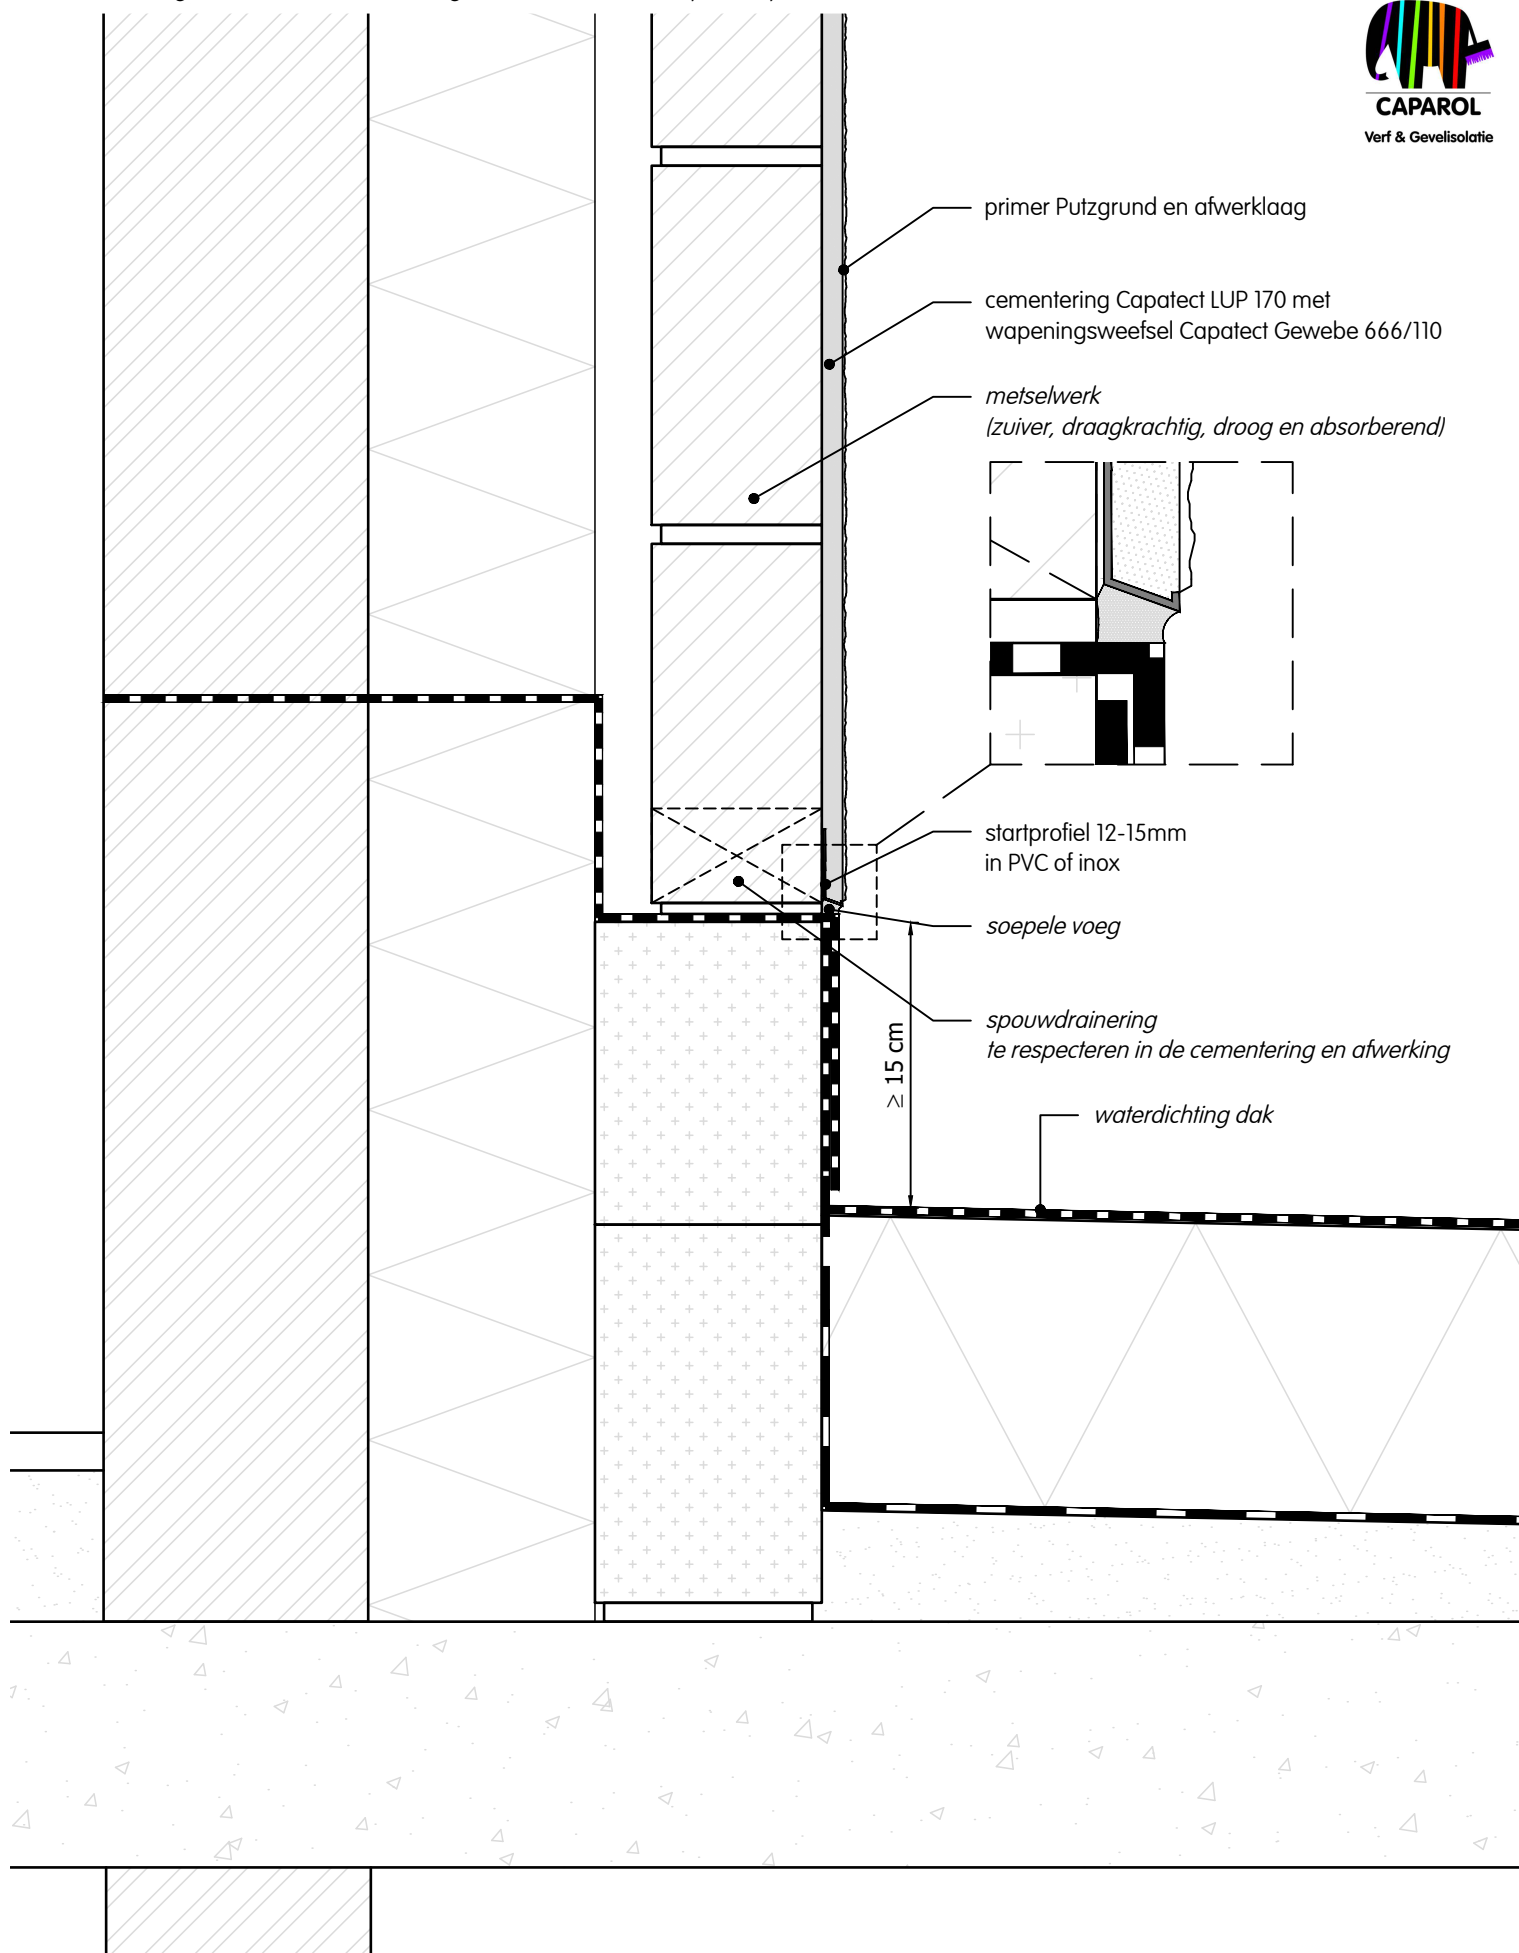 CAPAROL
Verf & Gevelisolatie
primer Putzgrund en afwerklaag
cementering Capatect LUP 170 met
wapeningsweefsel Capatect Gewebe 666/110
metselwerk
(zuiver, draagkrachtig, droog en absorberend)
startprofiel 12-15mm
in PVC of inox
soepele voeg
spouwdrainering
te respecteren in de cementering en afwerking
≥ 15 cm
waterdichting dak